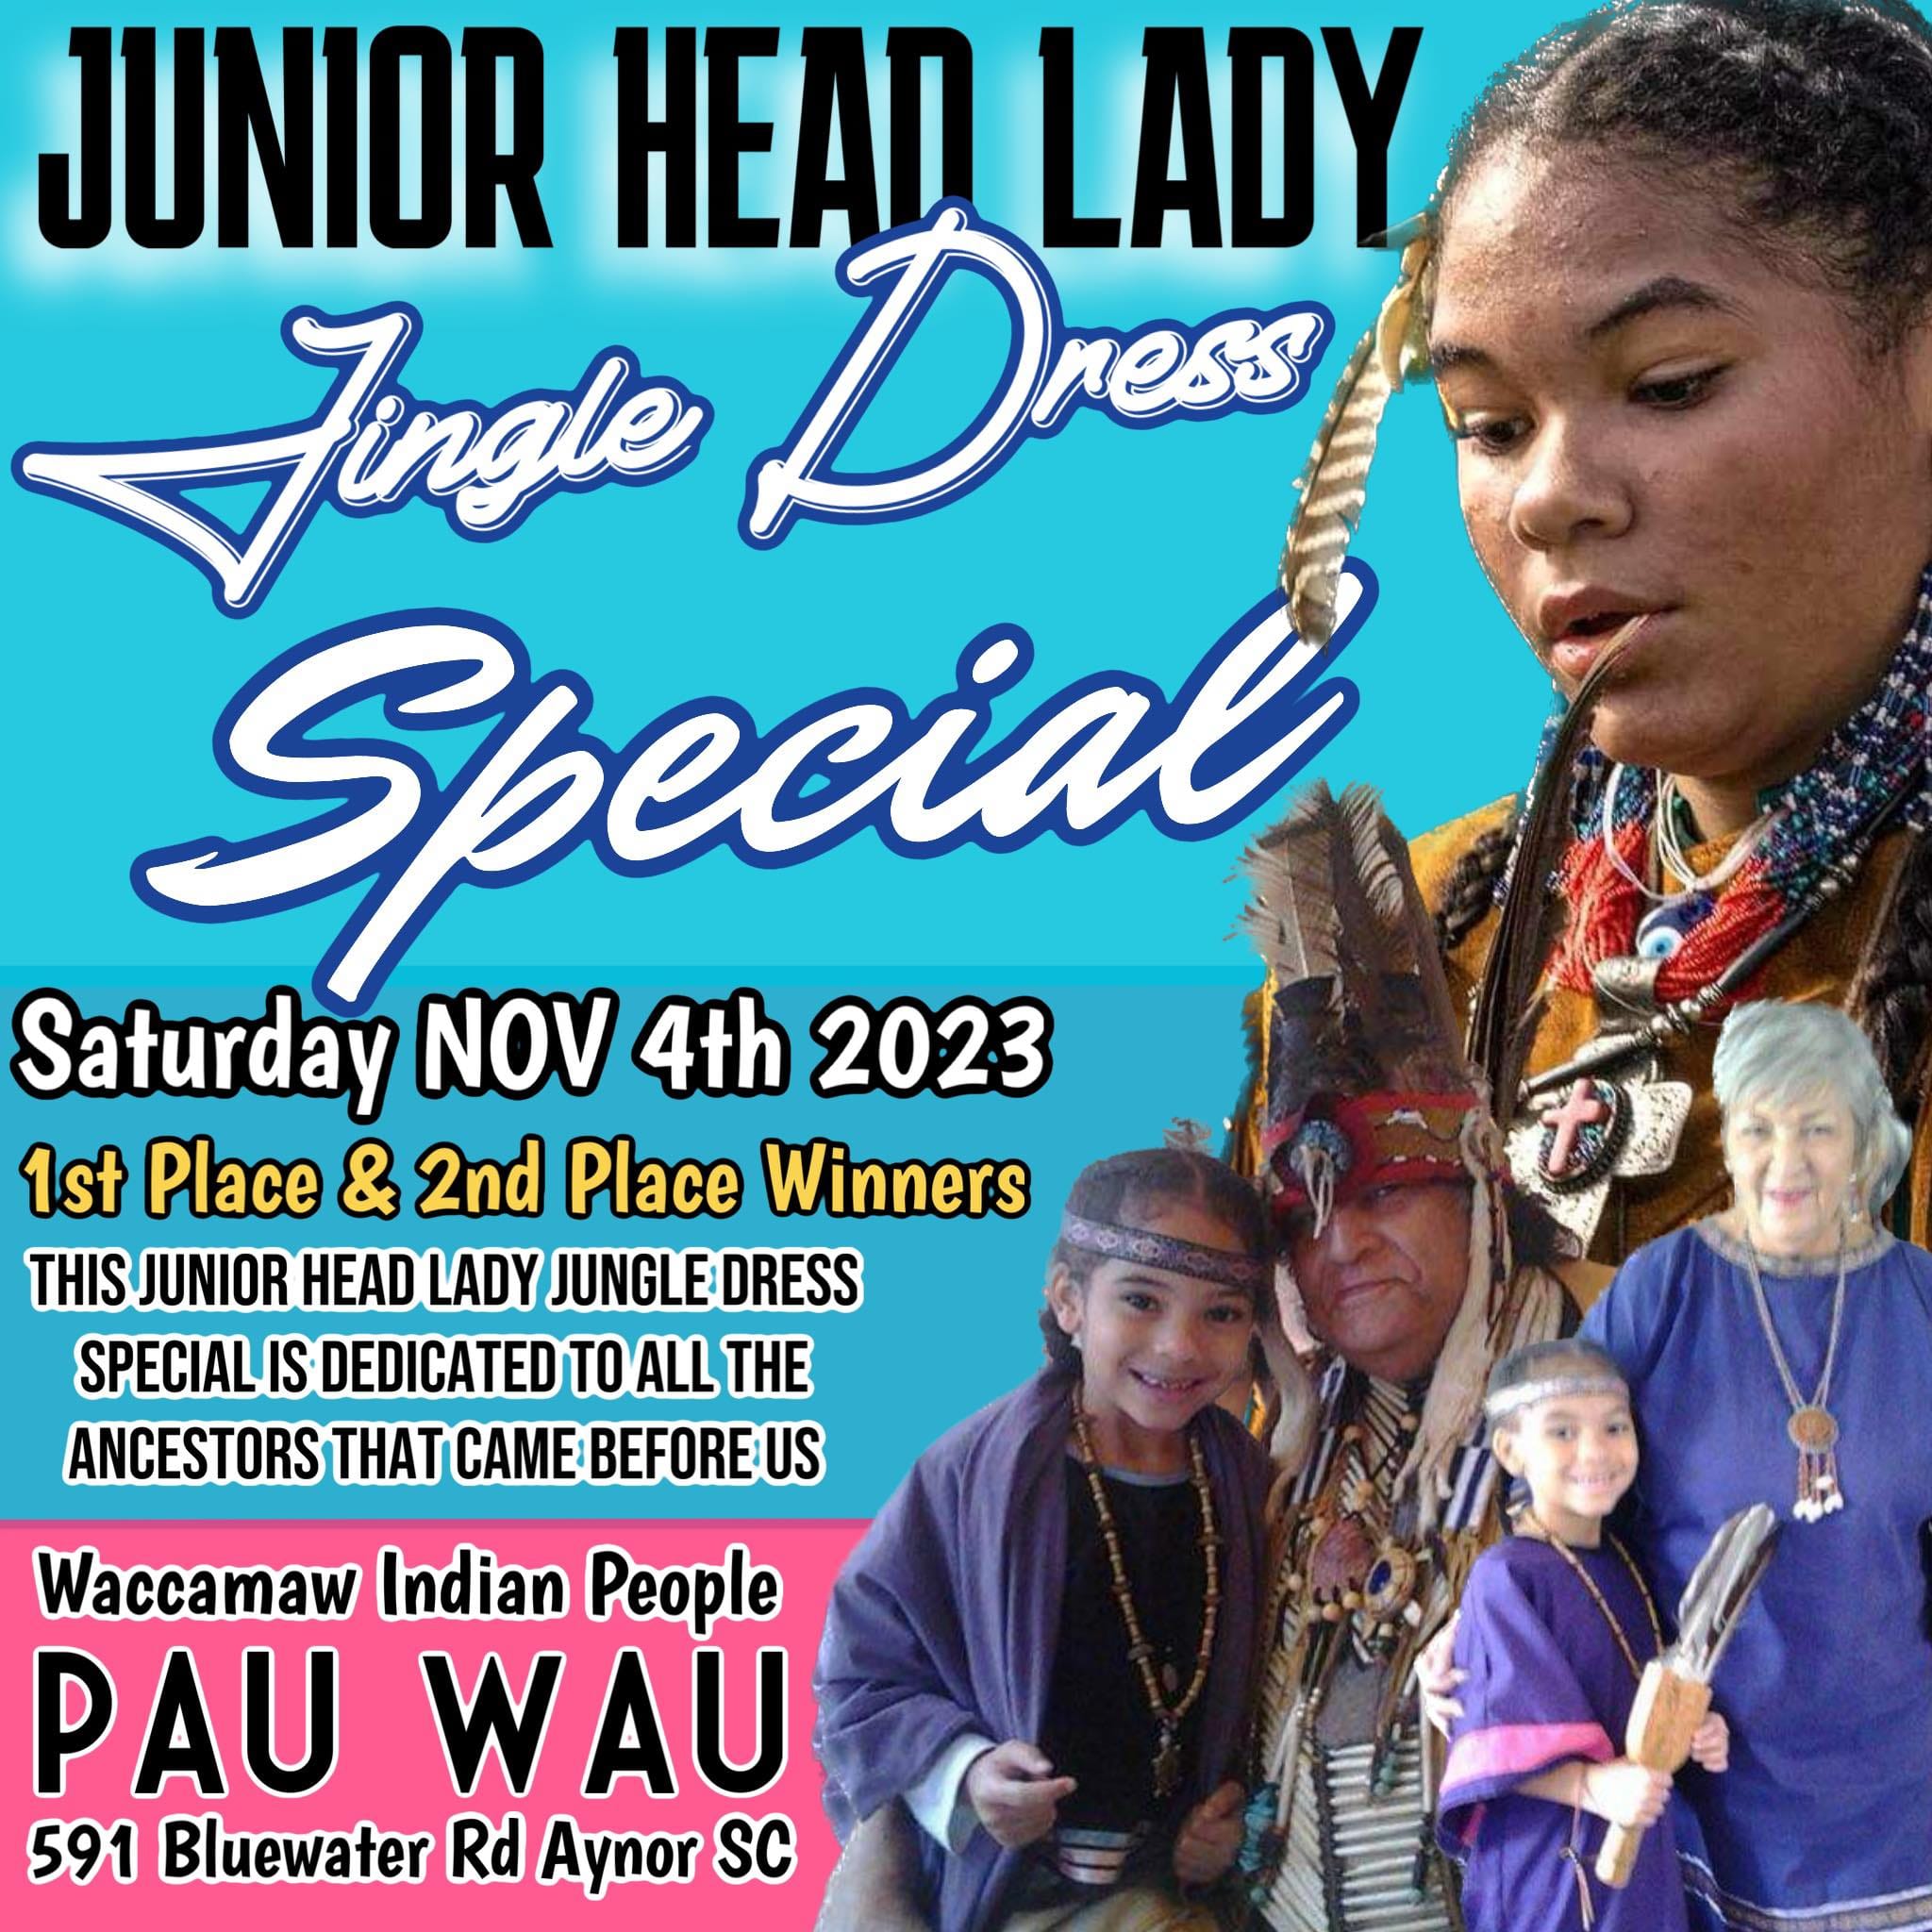 JUNIOR HEAD LADY
Jingle Dress
Special
Saturday NOV 4th 2023
1st Place & 2nd Place Winners
THIS JUNIOR HEAD LADY JUNGLE DRESS
SPECIAL IS DEDICATED TO ALL THE
ANCESTORS THAT CAME BEFORE US
Waccamaw Indian People
PAU WAU
591 Bluewater Rd Aynor SC